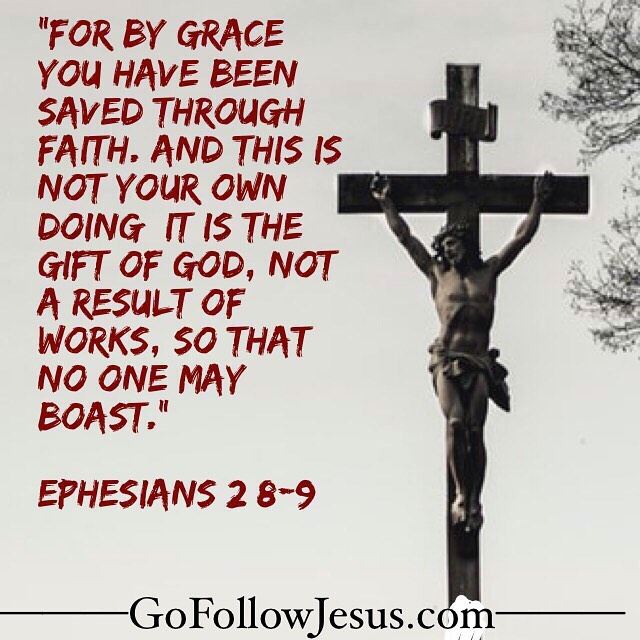 "FOR BY GRACE
YOU HAVE BEEN
SAVED THROUGH
FAITH. AND THIS IS
NOT YOUR OWN
DOING IT IS THE
GIFT OF GOD, NOT
A RESULT OF
WORKS, SO THAT
NO ONE MAY
BOAST."
EPHESIANS 2 8-9
GoFollowJesus.com